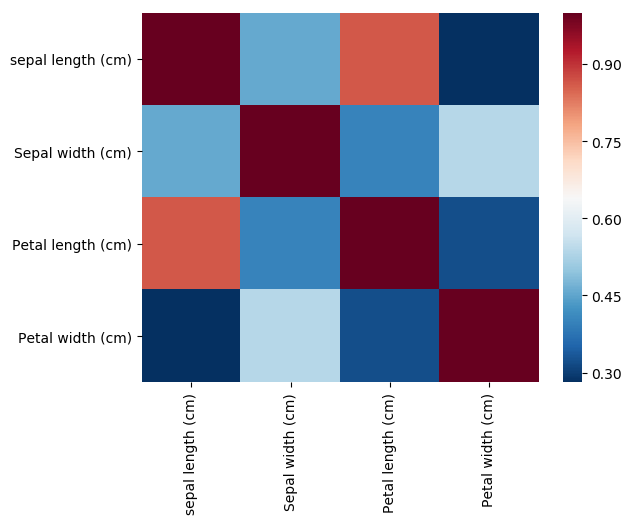 sepal length (cm)
Sepal width (cm)
Petal length (cm)
Petal width (cm)
sepal length (cm)
Sepal width (cm)
Petal length (cm)
Petal width (cm)
0.90
0.75
0.60
0.45
0.30